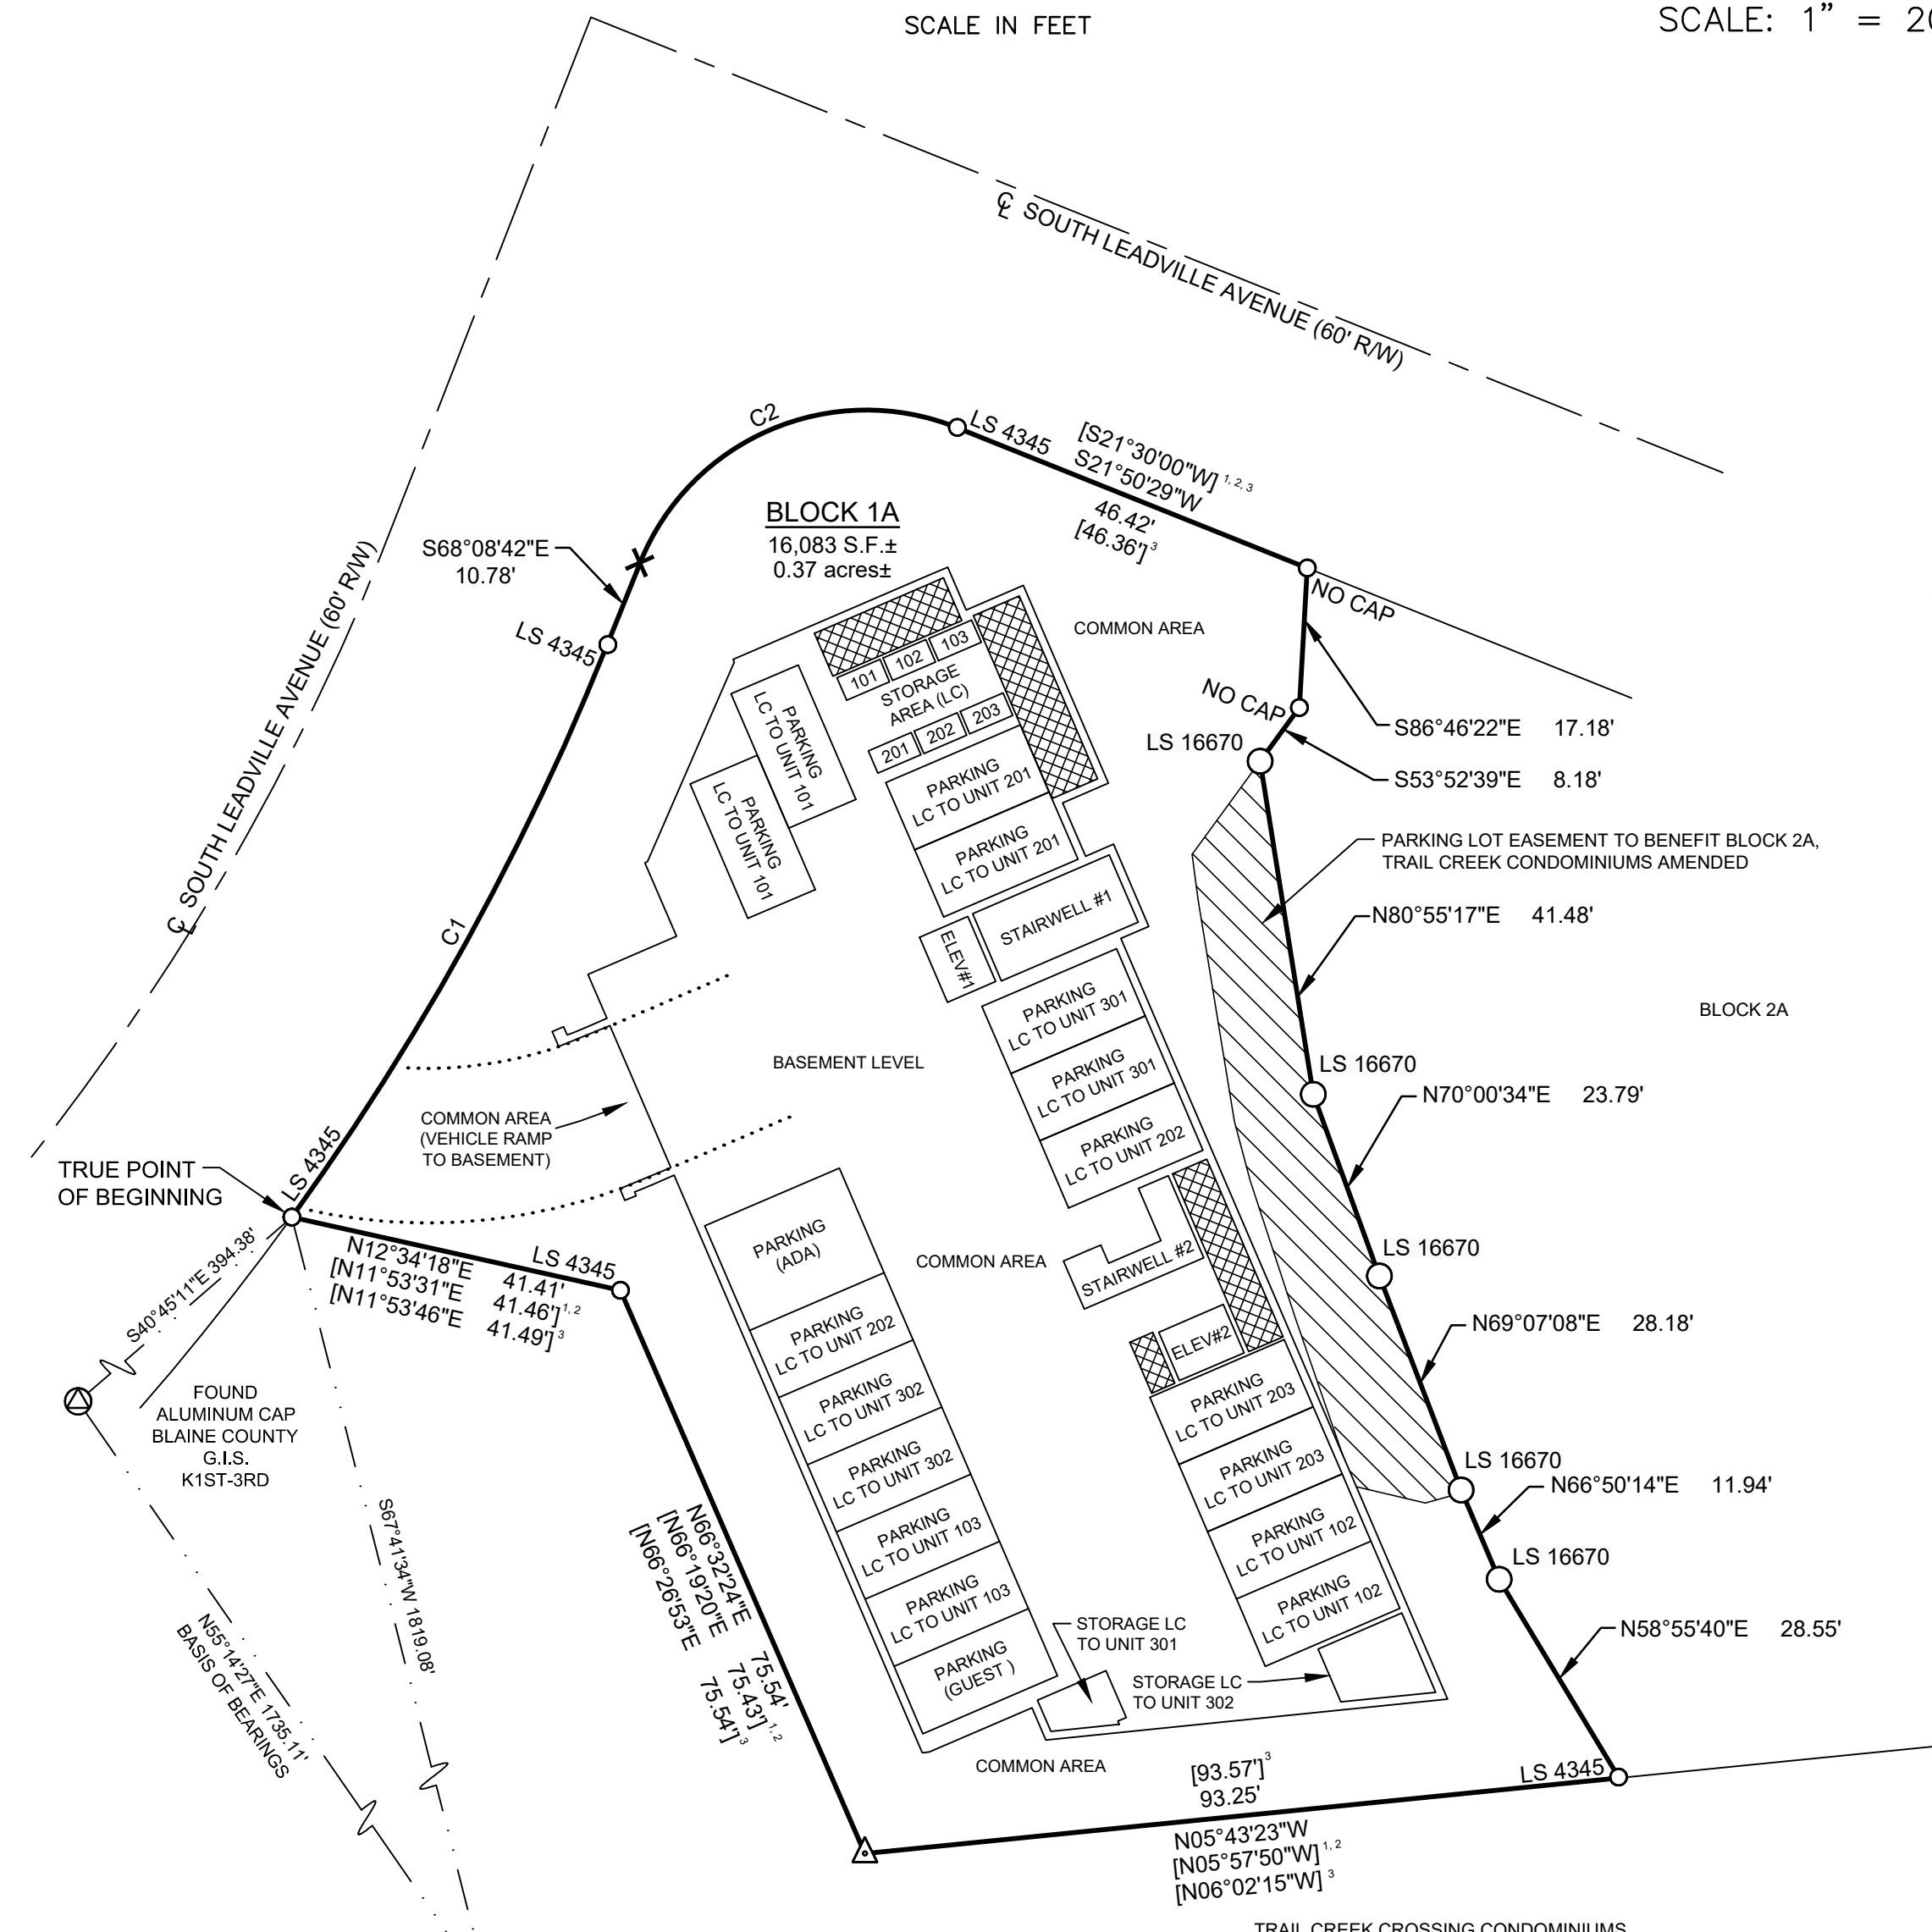 SCALE IN FEET
SCALE: 1” = 20
℄ SOUTH LEADVILLE AVENUE (60' R/W)
℄ SOUTH LEADVILLE AVENUE (60' R/W)
C2
LS 4345
[S21°30'00"W] 1, 2, 3
S21°50'29"W
46.42'
[46.36'] 3
BLOCK 1A
16,083 S.F.±
0.37 acres±
S68°08'42"E
10.78'
LS 4345
NO CAP
COMMON AREA
NO CAP
S86°46'22"E 17.18'
LS 16670
S53°52'39"E 8.18'
101
102
103
STORAGE
AREA (LC)
201
202
203
PARKING
LC TO UNIT 101
PARKING
LC TO UNIT 101
PARKING
LC TO UNIT 201
PARKING
LC TO UNIT 201
PARKING LOT EASEMENT TO BENEFIT BLOCK 2A,
TRAIL CREEK CONDOMINIUMS AMENDED
N80°55'17"E 41.48'
C1
STAIRWELL #1
ELEV#1
PARKING
LC TO UNIT 301
PARKING
LC TO UNIT 301
PARKING
LC TO UNIT 202
BLOCK 2A
BASEMENT LEVEL
LS 16670
N70°00'34"E 23.79'
COMMON AREA
(VEHICLE RAMP
TO BASEMENT)
LS 4345
TRUE POINT
OF BEGINNING
S40°45'11"E 394.38'
LS 4345
N12°34'18"E 41.41'
[N11°53'31"E 41.46'] 1, 2
[N11°53'46"E 41.49'] 3
PARKING
(ADA)
COMMON AREA
STAIRWELL #2
LS 16670
N69°07'08"E 28.18'
ELEV#2
PARKING
LC TO UNIT 202
PARKING
LC TO UNIT 302
PARKING
LC TO UNIT 302
PARKING
LC TO UNIT 103
PARKING
LC TO UNIT 103
PARKING
(GUEST )
PARKING
LC TO UNIT 203
PARKING
LC TO UNIT 203
PARKING
LC TO UNIT 102
PARKING
LC TO UNIT 102
FOUND
ALUMINUM CAP
BLAINE COUNTY
G.I.S.
K1ST-3RD
LS 16670
N66°50'14"E 11.94'
LS 16670
N58°55'40"E 28.55'
S67°41'34"W 1819.08'
N55°14'27"E 1735.11'
BASIS OF BEARINGS
N66°32'24"E 75.54'
[N66°19'20"E 75.43'] 1, 2
[N66°26'53"E 75.54'] 3
STORAGE LC
TO UNIT 301
STORAGE LC
TO UNIT 302
COMMON AREA
[93.57'] 3
93.25'
LS 4345
N05°43'23"W
[N05°57'50"W] 1, 2
[N06°02'15"W] 3
TRAIL CREEK CROSSING CONDOMINIUMS